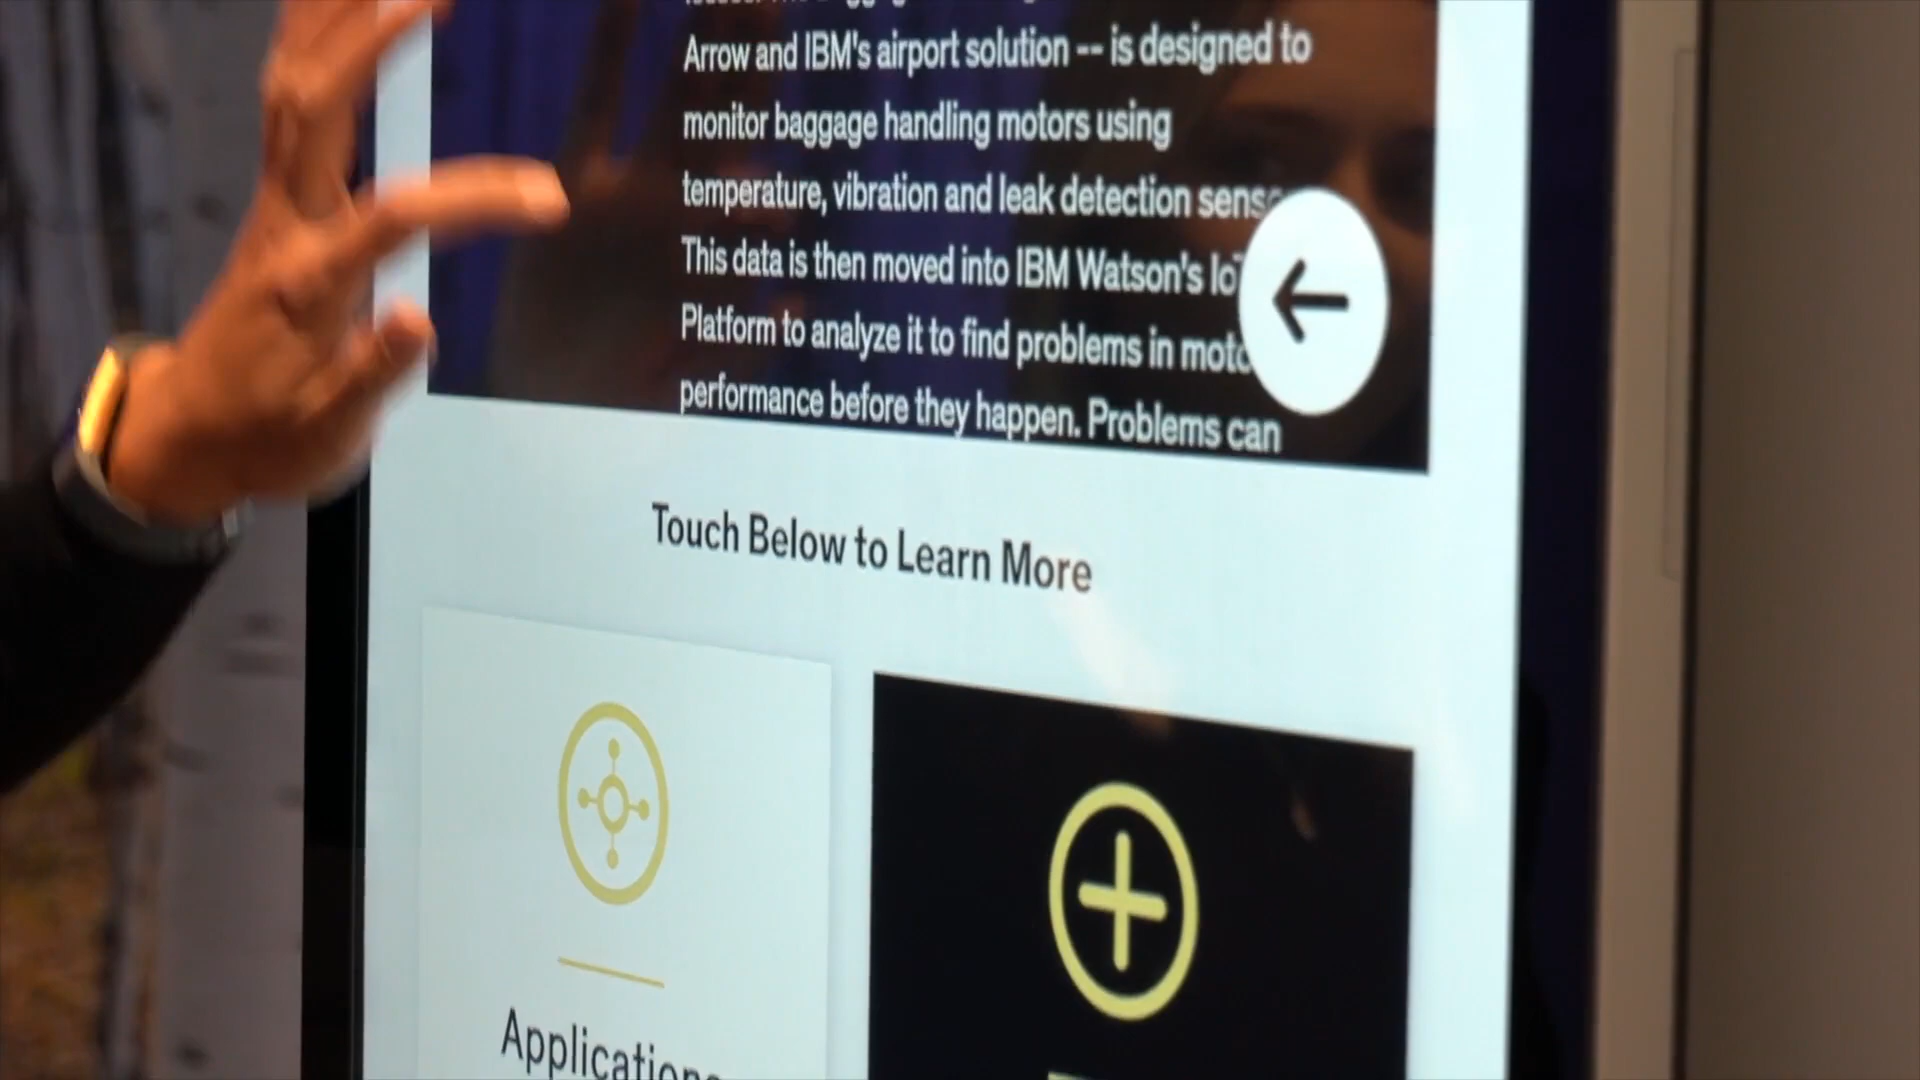 Arrow and IBM's airport solution -- is designed to
monitor baggage handling motors using
temperature, vibration and leak detection
This data is then moved into IBM Watson's
Platform to analyze it to find problems in
performance before they happen. Problems can
Touch Below to Learn More
Applications